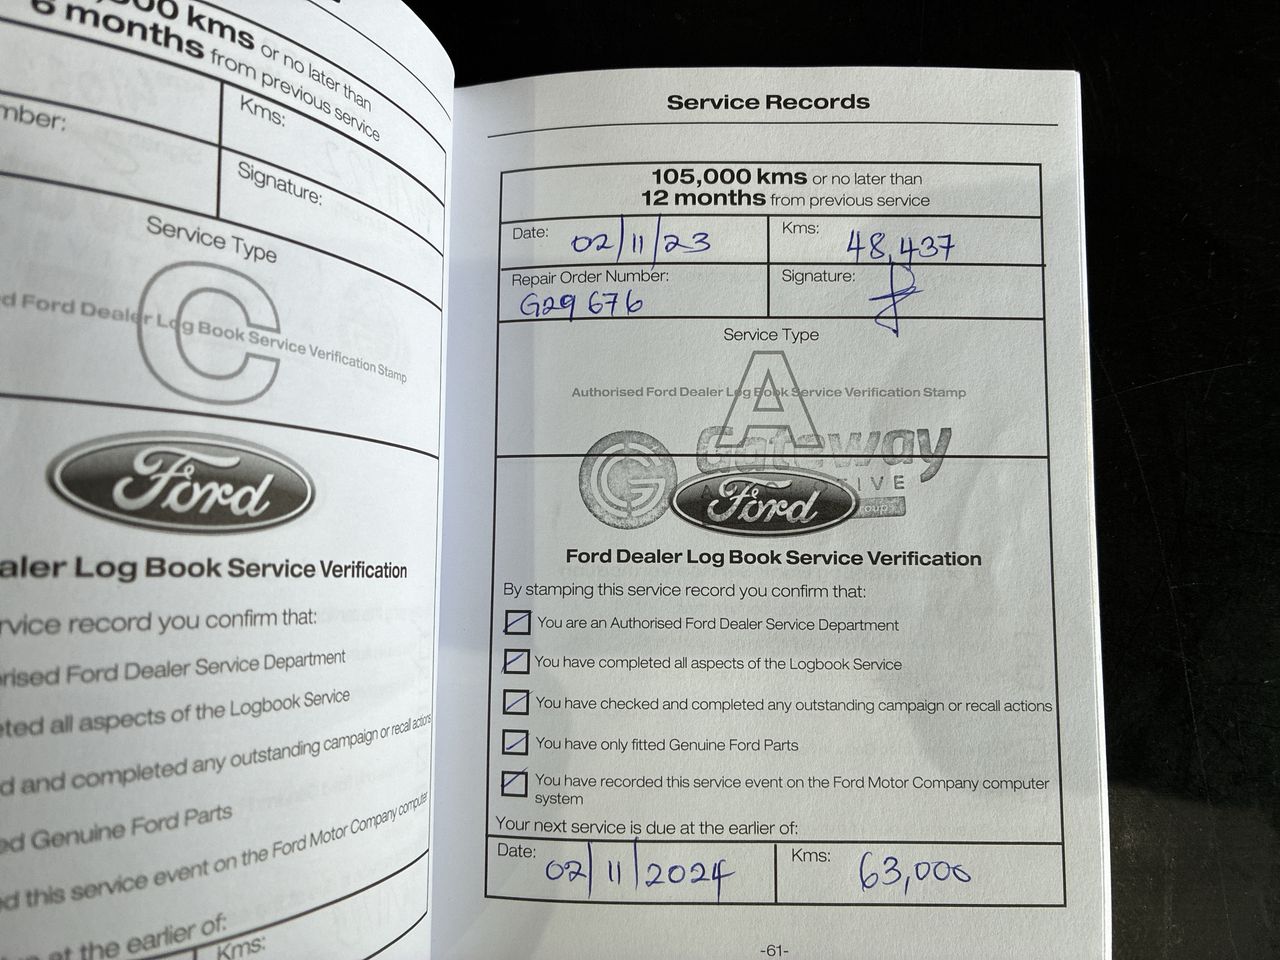 00 kms or no later than
6 months from previous service
mber:
Kms:
Signature:
Service Type
C
d Ford Dealer Log Book Service Verification Stamp
Ford
aler Log Book Service Verification
rvice record you confirm that:
rised Ford Dealer Service Department
eted all aspects of the Logbook Service
d and completed any outstanding campaign or recall actions
ed Genuine Ford Parts
d this service event on the Ford Motor Company computer
at the earlier of:
Kms:
Service Records
105,000 kms or no later than
12 months from previous service
Date: 02/11/23
Kms: 48,437
Repair Order Number:
G29676
Signature:
Service Type
A
Authorised Ford Dealer Log Book Service Verification Stamp
G Gateway
Ford
Ford Dealer Log Book Service Verification
By stamping this service record you confirm that:
You are an Authorised Ford Dealer Service Department
You have completed all aspects of the Logbook Service
You have checked and completed any outstanding campaign or recall actions
You have only fitted Genuine Ford Parts
You have recorded this service event on the Ford Motor Company computer
system
Your next service is due at the earlier of:
Date: 02/11/2024
Kms: 63,000
-61-